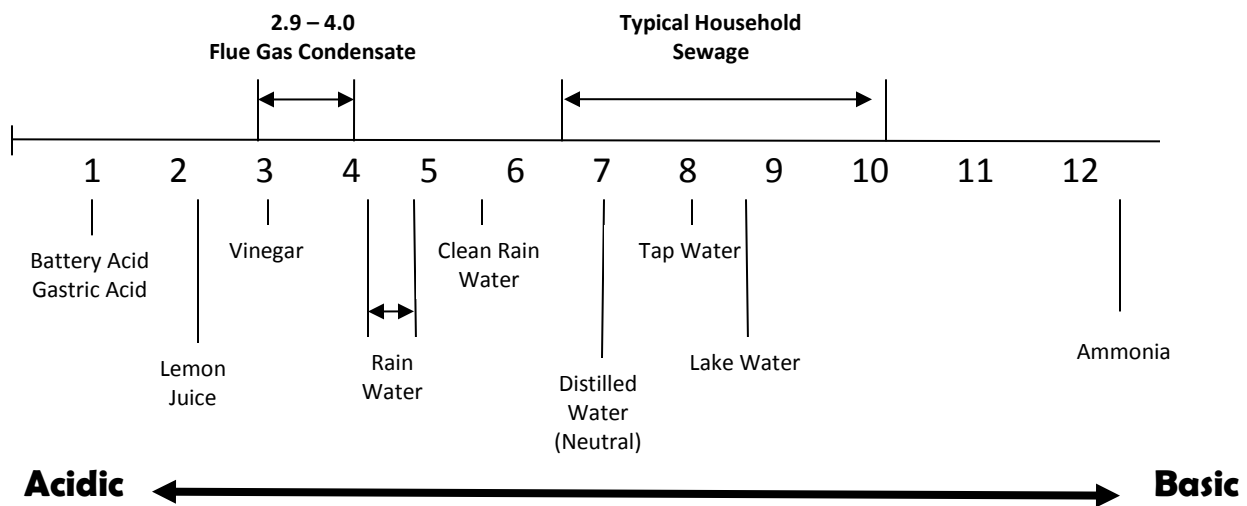 2.9 – 4.0
Flue Gas Condensate
Typical Household
Sewage
1 2 3 4 5 6 7 8 9 10 11 12
Battery Acid
Gastric Acid
Lemon
Juice
Vinegar
Rain
Water
Clean Rain
Water
Distilled
Water
(Neutral)
Tap Water
Lake Water
Ammonia
Acidic
Basic